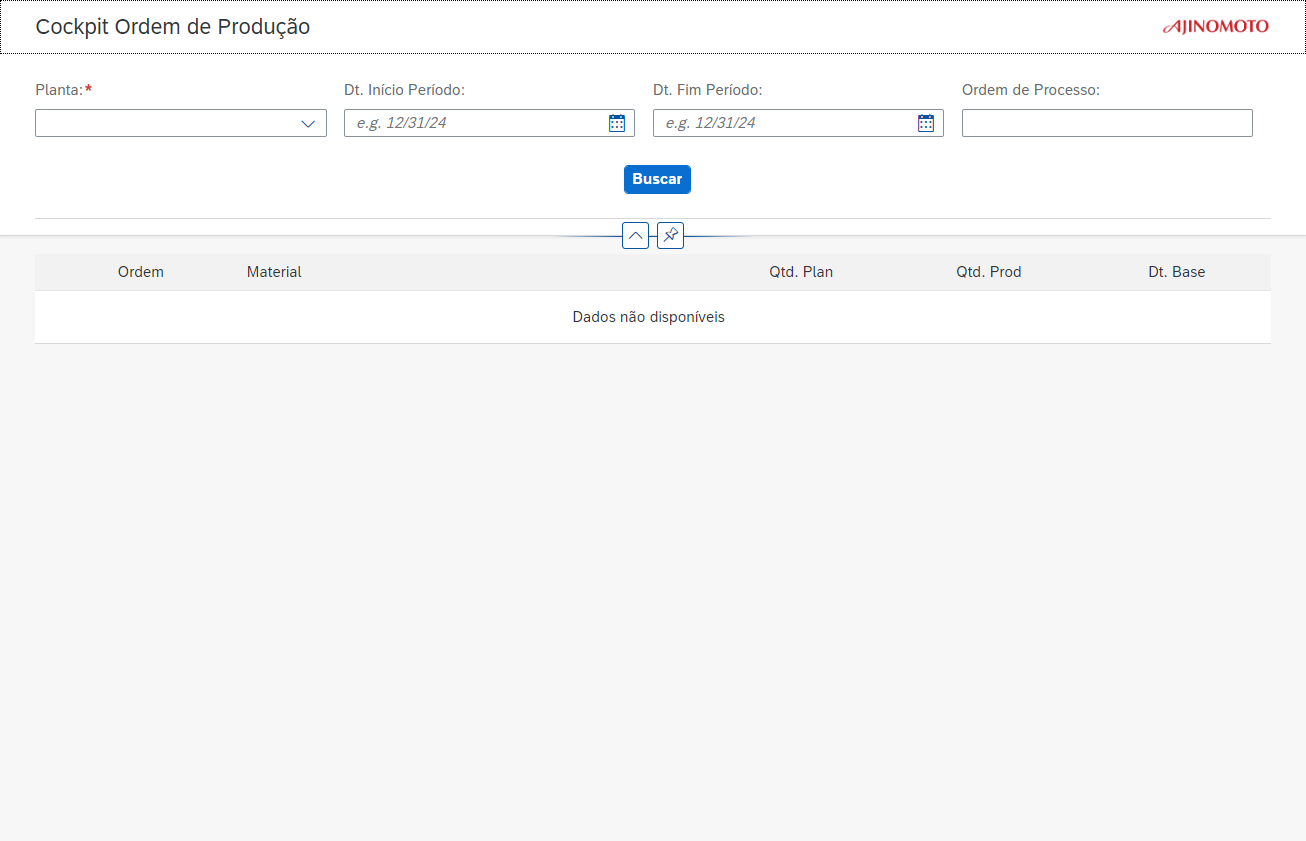 Cockpit Ordem de Produção
AJINOMOTO
Planta:*
Dt. Início Período:
Dt. Fim Período:
Ordem de Processo:
e.g. 12/31/24
e.g. 12/31/24
Buscar
Ordem Material Qtd. Plan Qtd. Prod Dt. Base
Dados não disponíveis